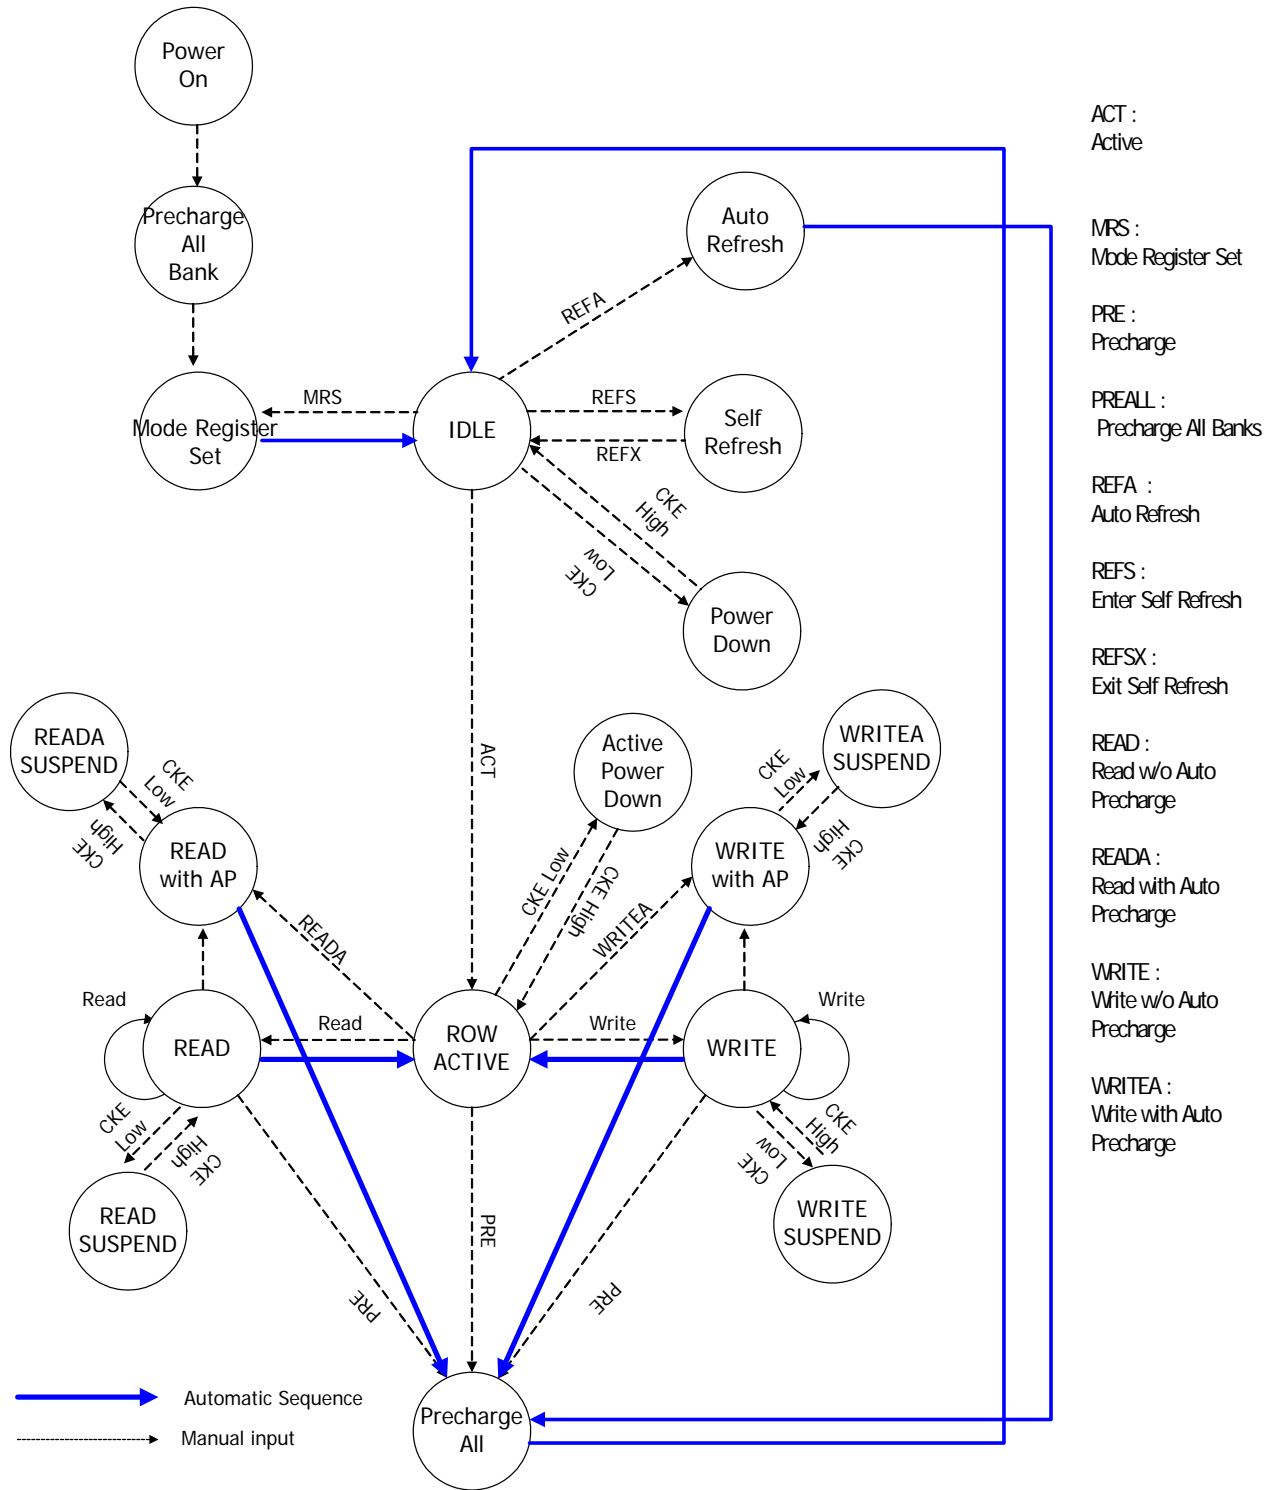 Power
On
Precharge
All
Bank
Mode Register
Set
MRS
IDLE
REFA
Auto
Refresh
REFS
REFX
Self
Refresh
CKE
High
CKE
Low
Power
Down
ACT
READA
SUSPEND
CKE
Low
CKE
High
READ
with AP
READA
Active
Power
Down
CKE Low
CKE High
WRITEA
WRITEA
SUSPEND
CKE
Low
CKE
High
WRITE
with AP
Read
READ
Read
ROW
ACTIVE
Write
WRITE
Write
CKE
Low
CKE
High
READ
SUSPEND
CKE
High
CKE
Low
WRITE
SUSPEND
PRE
PRE
PRE
Precharge
All
Automatic Sequence
Manual input
ACT :
Active
MRS :
Mode Register Set
PRE :
Precharge
PREALL :
Precharge All Banks
REFA :
Auto Refresh
REFS :
Enter Self Refresh
REFSX :
Exit Self Refresh
READ :
Read w/o Auto
Precharge
READA :
Read with Auto
Precharge
WRITE :
Write w/o Auto
Precharge
WRITEA :
Write with Auto
Precharge